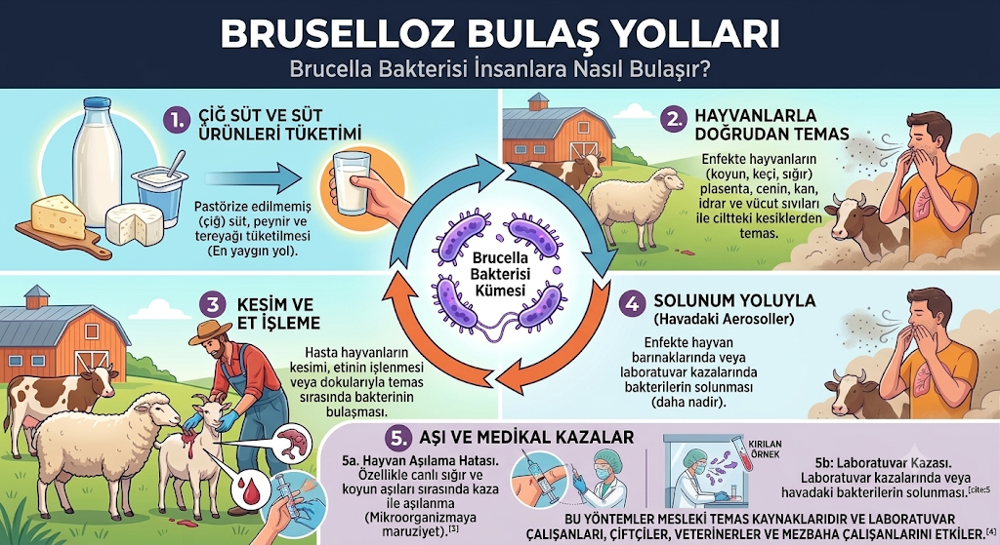 BRUSELLOZ BULAŞ YOLLARI
Brucella Bakterisi İnsanlara Nasıl Bulaşır?
1. ÇİĞ SÜT VE SÜT
ÜRÜNLERİ TÜKETİMİ
Pastörize edilmemiş
(çiğ) süt, peynir ve
tereyağı tüketilmesi
(En yaygın yol).
2. HAYVANLARLA
DOĞRUDAN TEMAS
Enfekte hayvanların
(koyun, keçi, sığır)
plasenta, cenin, kan,
idrar ve vücut sıvıları
ile ciltteki kesiklerden
temas.
Brucella
Bakterisi
Kümesi
3 KESİM VE
ET İŞLEME
Hasta hayvanların
kesimi, etinin işlenmesi
veya dokularıyla temas
sırasında bakterinin
bulaşması.
4 SOLUNUM YOLUYLA
(Havadaki Aerosoller)
Enfekte hayvan
barınaklarında veya
laboratuvar kazalarında
bakterilerin solunması
(daha nadir).
5. AŞI VE MEDİKAL KAZALAR
5a. Hayvan Aşılama Hatası.
Özellikle canlı sığır ve
koyun aşıları sırasında kaza
ile aşılanma
(Mikroorganizmaya
maruziyet).[3]
KIRILAN
ÖRNEK
5b: Laboratuvar Kazası.
Laboratuvar kazalarında veya
havadaki bakterilerin solunması.[cite:5
BU YÖNTEMLER MESLEKİ TEMAS KAYNAKLARIDIR VE LABORATUVAR
ÇALIŞANLARI, ÇİFTÇİLER, VETERİNERLER VE MEZBAHA ÇALIŞANLARINI ETKİLER.[4]